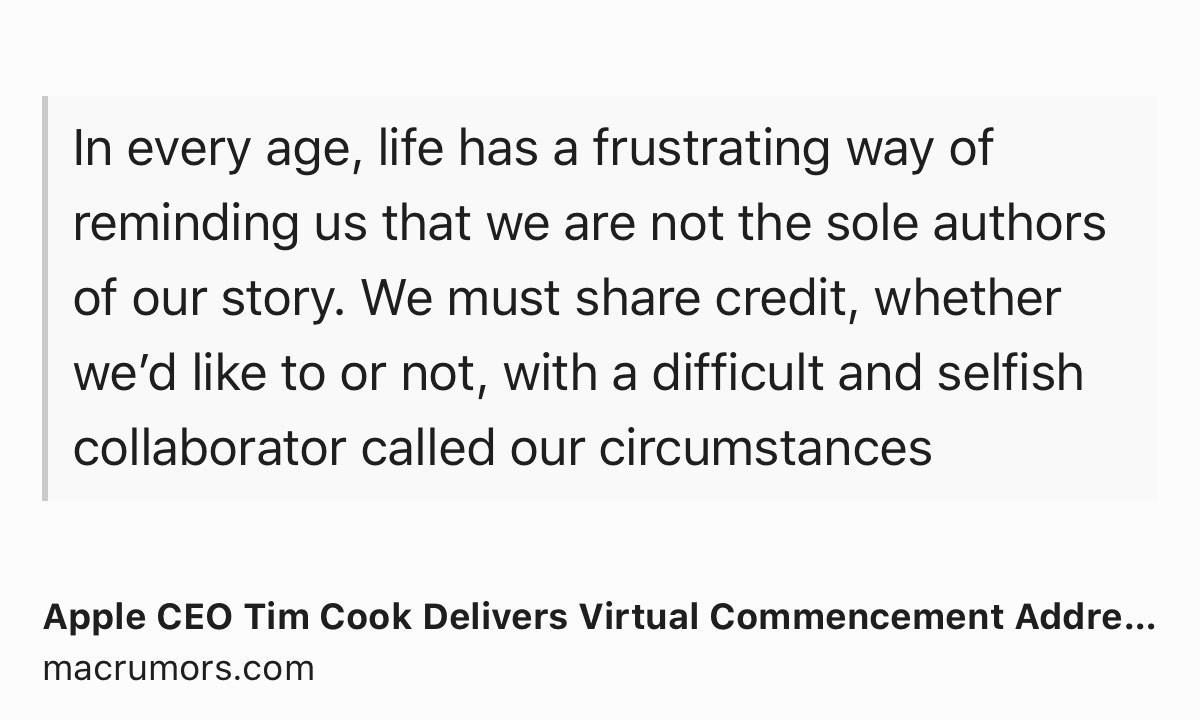 In every age, life has a frustrating way of
reminding us that we are not the sole authors
of our story. We must share credit, whether
we’d like to or not, with a difficult and selfish
collaborator called our circumstances
Apple CEO Tim Cook Delivers Virtual Commencement Addre...
macrumors.com